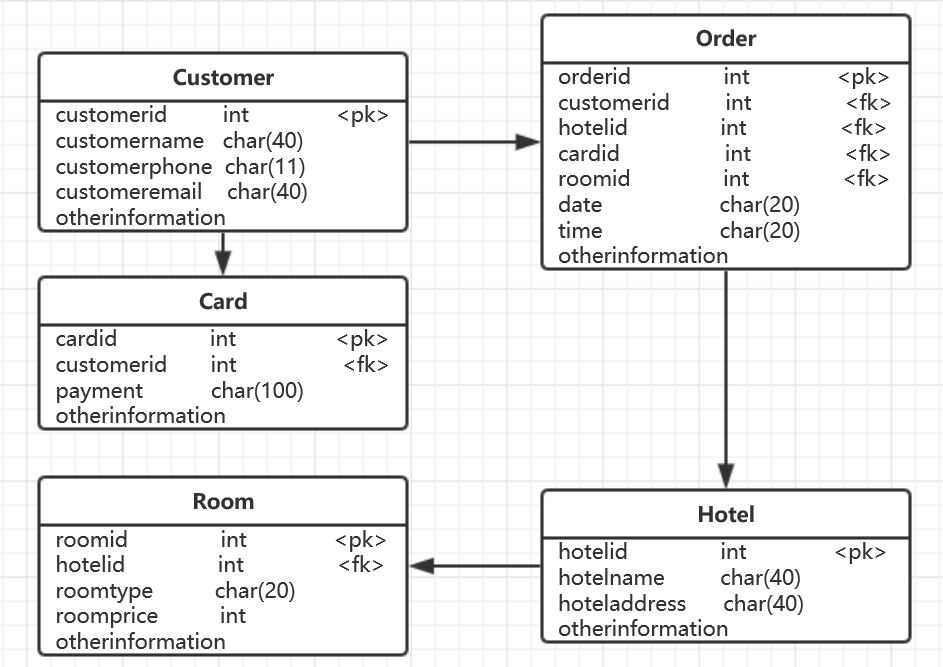 Customer
customerid int <pk>
customername char(40)
customerphone char(11)
customeremail char(40)
otherinformation
Order
orderid int <pk>
customerid int <fk>
hotelid int <fk>
cardid int <fk>
roomid int <fk>
date char(20)
time char(20)
otherinformation
Card
cardid int <pk>
customerid int <fk>
payment char(100)
otherinformation
Room
roomid int <pk>
hotelid int <fk>
roomtype char(20)
roomprice int
otherinformation
Hotel
hotelid int <pk>
hotelname char(40)
hoteladdress char(40)
otherinformation